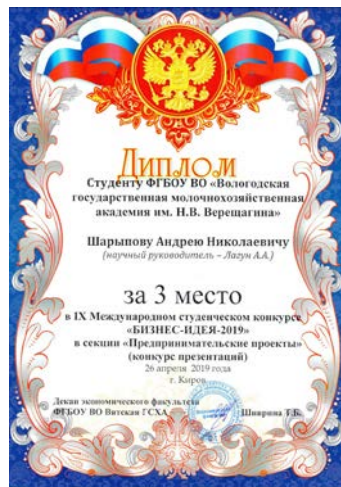 Диплом
Студенту ФГБОУ ВО «Вологодская
государственная молочнохозяйственная
академия им. Н.В. Верещагина»
Шарыпову Андрею Николаевичу
(научный руководитель – Лагун А.А.)
за 3 место
в IX Международном студенческом конкурсе
«БИЗНЕС-ИДЕЯ-2019»
в секции «Предпринимательские проекты»
(конкурс презентаций)
26 апреля 2019 года
г. Киров
Декан экономического факультета
ФГБОУ ВО Вятская ГСХА Шиврина Т.Б.